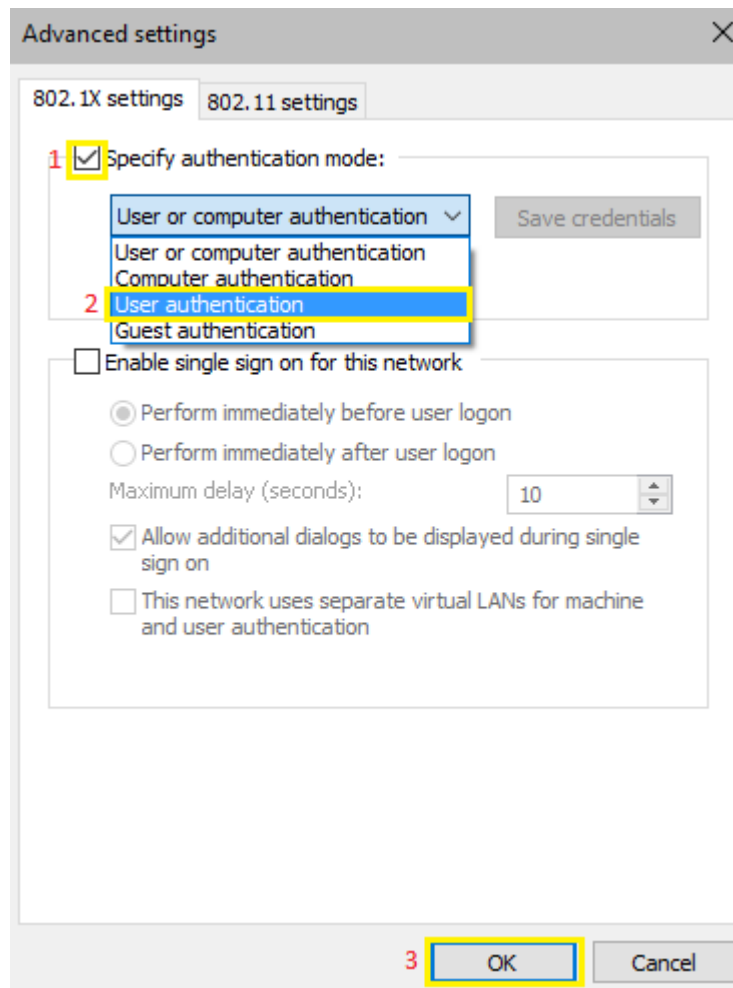 Advanced settings
802.1X settings
802.11 settings
1
Specify authentication mode:
User or computer authentication
Save credentials
User or computer authentication
Computer authentication
2 User authentication
Guest authentication
Enable single sign on for this network
Perform immediately before user logon
Perform immediately after user logon
Maximum delay (seconds):
10
Allow additional dialogs to be displayed during single
sign on
This network uses separate virtual LANs for machine
and user authentication
3
OK
Cancel